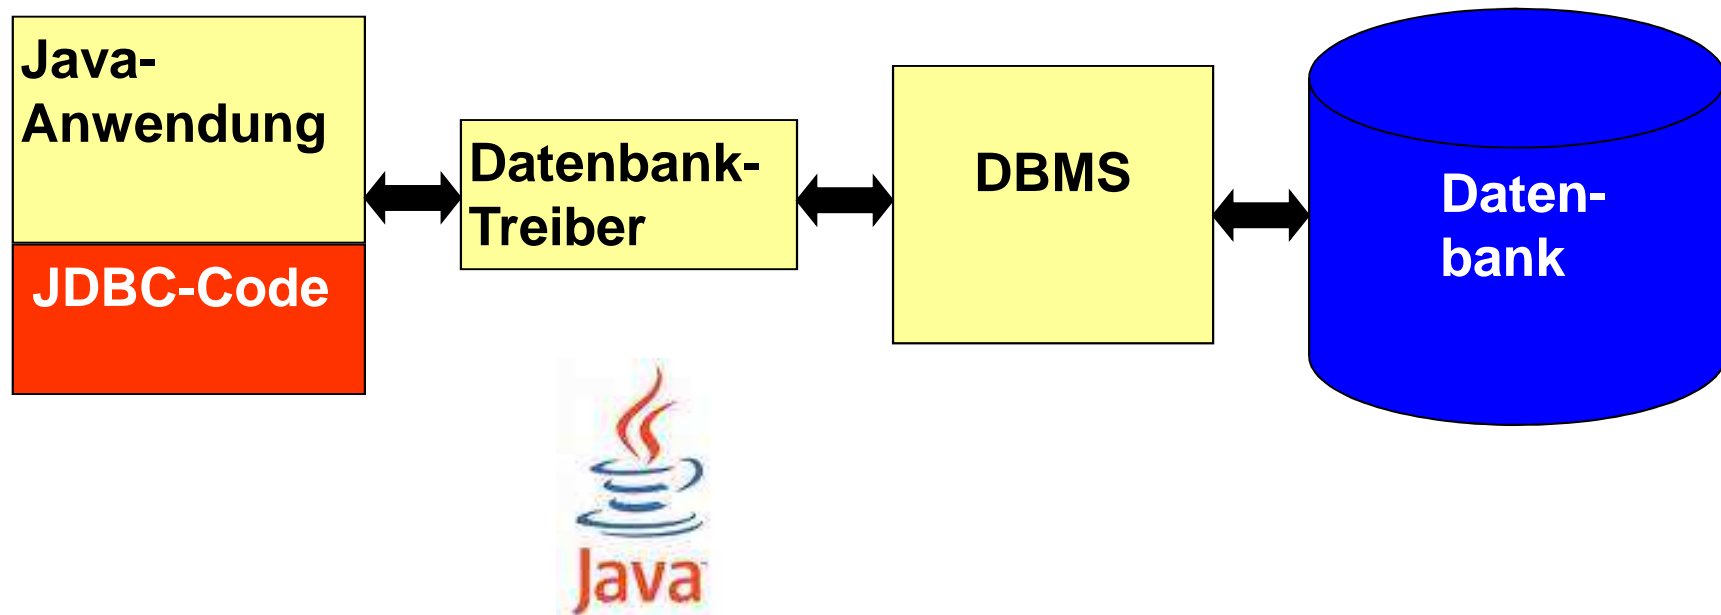 Java-
Anwendung
JDBC-Code
Datenbank-
Treiber
DBMS
Daten-
bank
Java